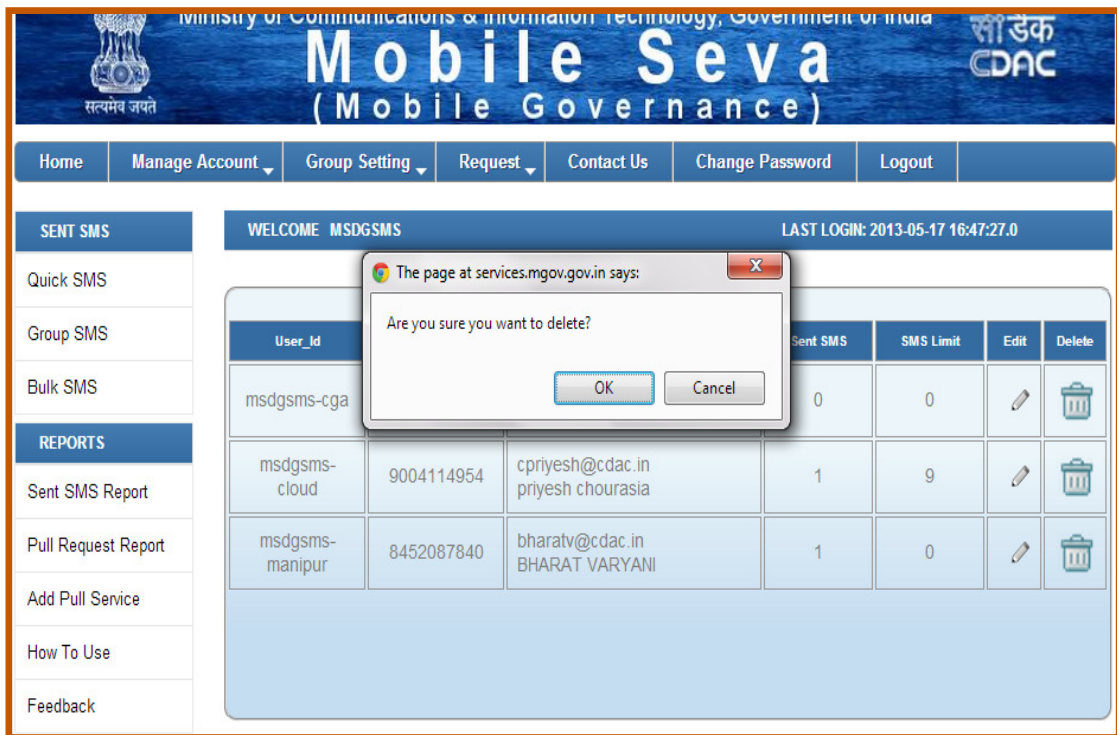 Ministry of Communications & Information Technology, Government of India
Mobile Seva
(Mobile Governance)
सत्यमेव जयते
सी डैक
CDAC
Home Manage Account Group Setting Request Contact Us Change Password Logout
SENT SMS
Quick SMS
Group SMS
Bulk SMS
REPORTS
Sent SMS Report
Pull Request Report
Add Pull Service
How To Use
Feedback
WELCOME MSDGSMS LAST LOGIN: 2013-05-17 16:47:27.0
The page at services.mgov.gov.in says:
Are you sure you want to delete?
OK Cancel
User_Id Sent SMS SMS Limit Edit Delete
msdgsms-cga 0 0
msdgsms-
cloud
9004114954
cpriyesh@cdac.in
priyesh chourasia
1 9
msdgsms-
manipur
8452087840
bharatv@cdac.in
BHARAT VARYANI
1 0